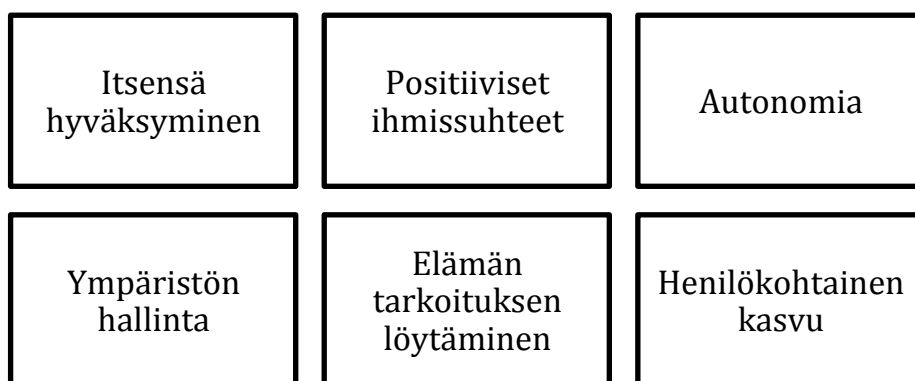 Itsensä
hyväksyminen
Positiiviset
ihmissuhteet
Autonomia
Ympäristön
hallinta
Elämän
tarkoituksen
löytäminen
Henilökohtainen
kasvu